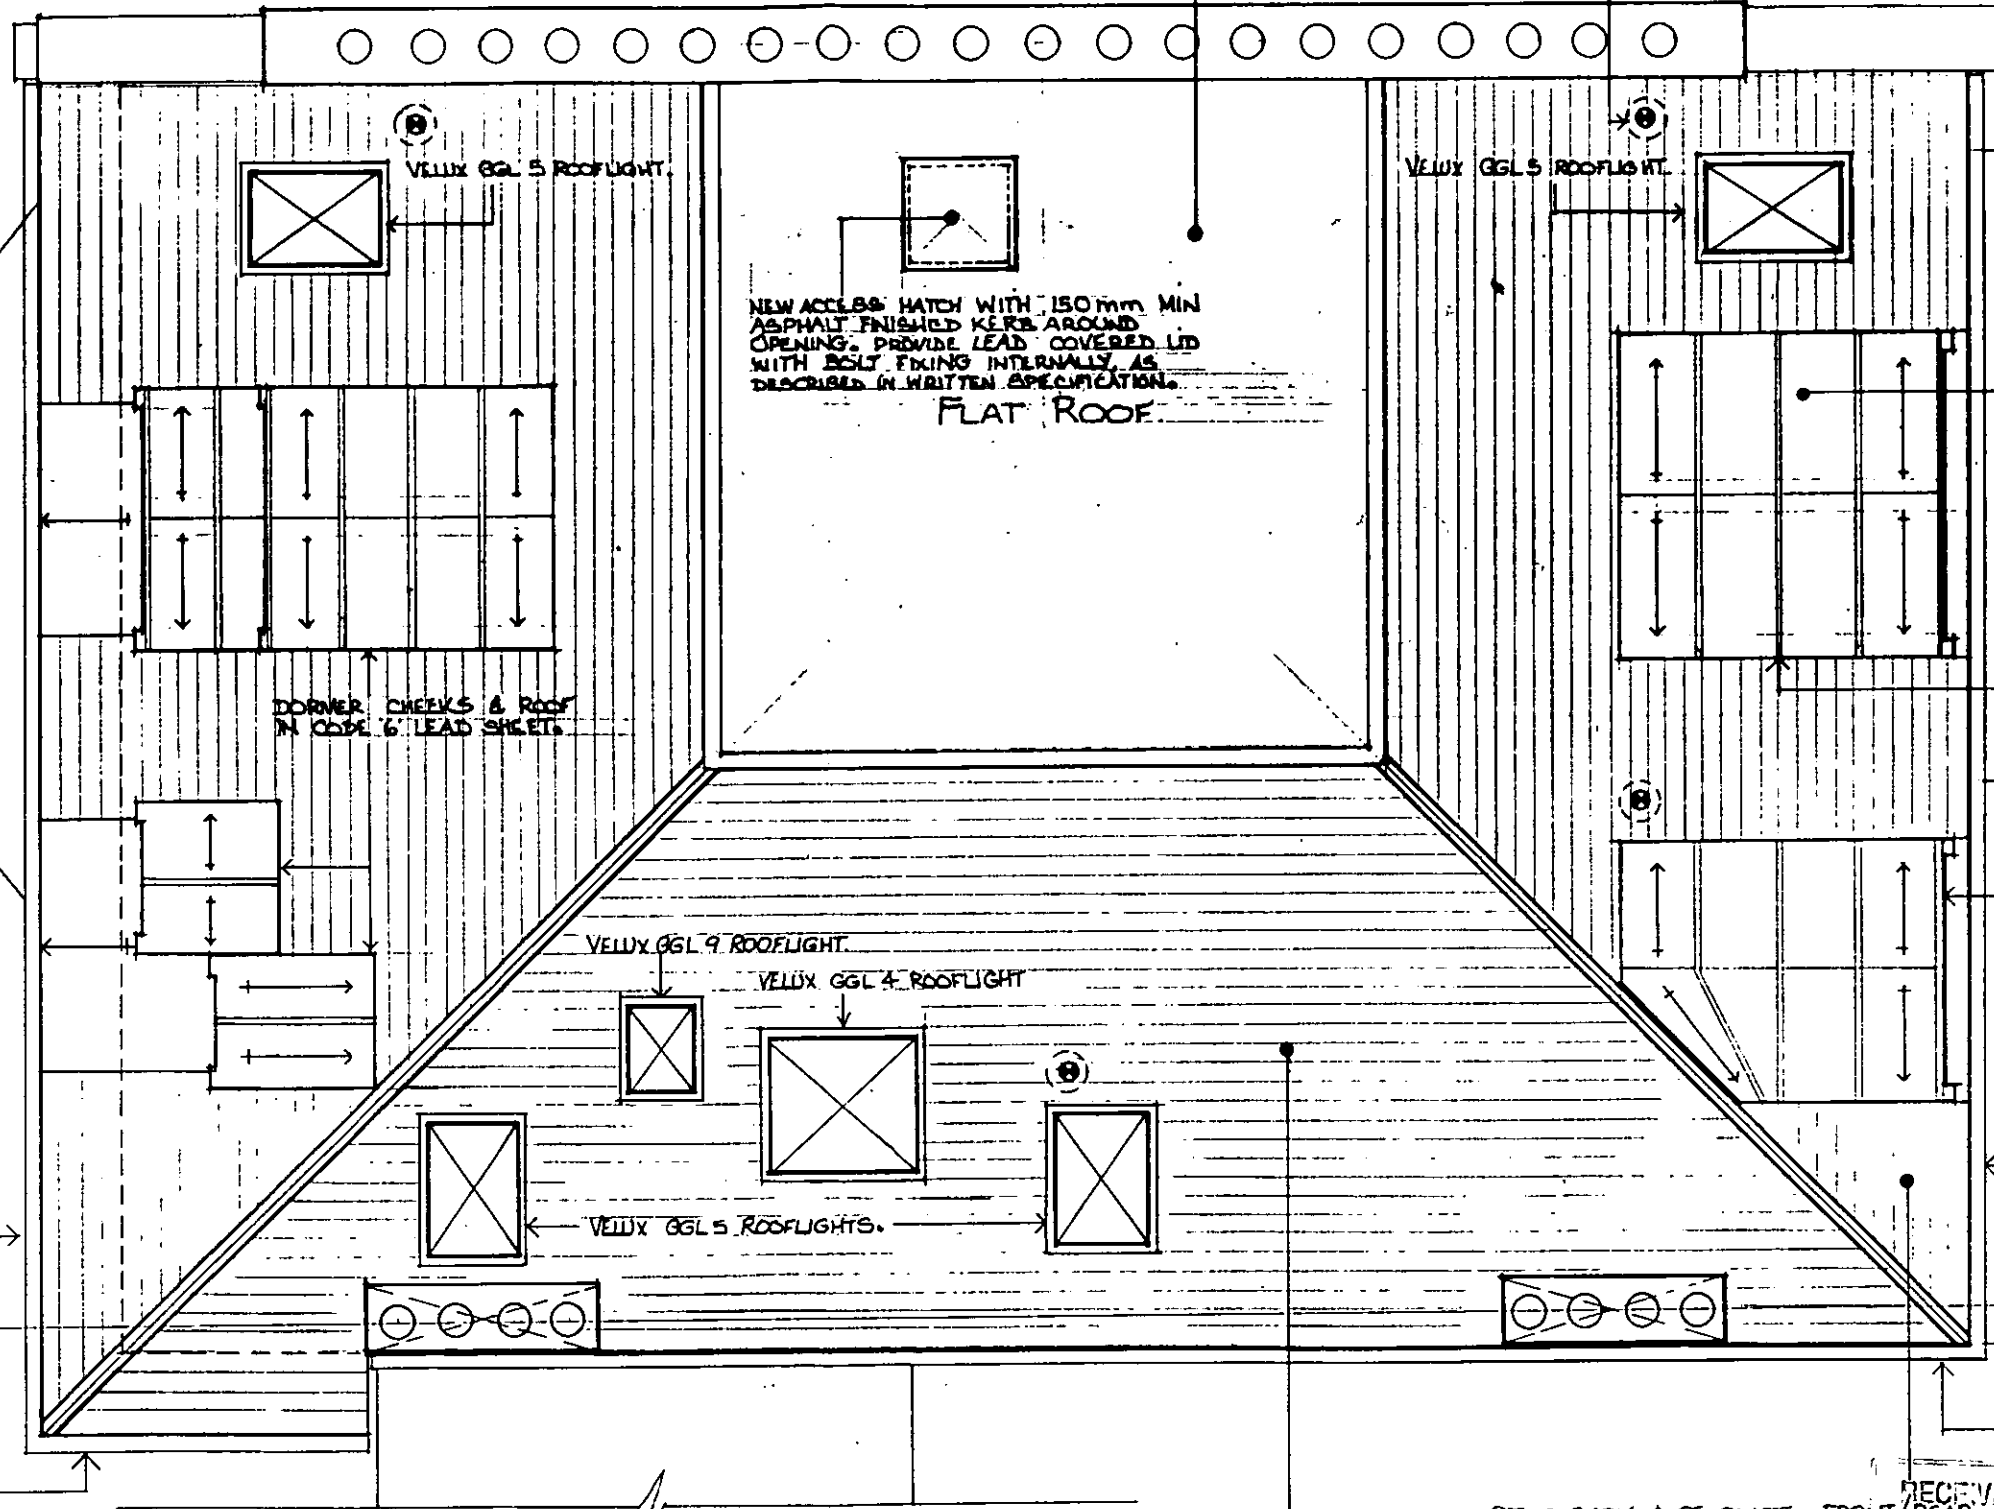 VELUX GGL 5 ROOFLIGHT.
VELUX GGL 5 ROOFLIGHT.
NEW ACCESS HATCH WITH 150mm MIN
ASPHALT FINISHED KERB AROUND
OPENING. PROVIDE LEAD COVERED LID
WITH BOLT FIXING INTERNALLY, AS
DESCRIBED IN WRITTEN SPECIFICATION.
FLAT ROOF.
DORMER CHEEKS & ROOF
IN CODE '6' LEAD SHEET.
VELUX GGL 9 ROOFLIGHT.
VELUX GGL 4 ROOFLIGHT
VELUX GGL 5 ROOFLIGHTS.